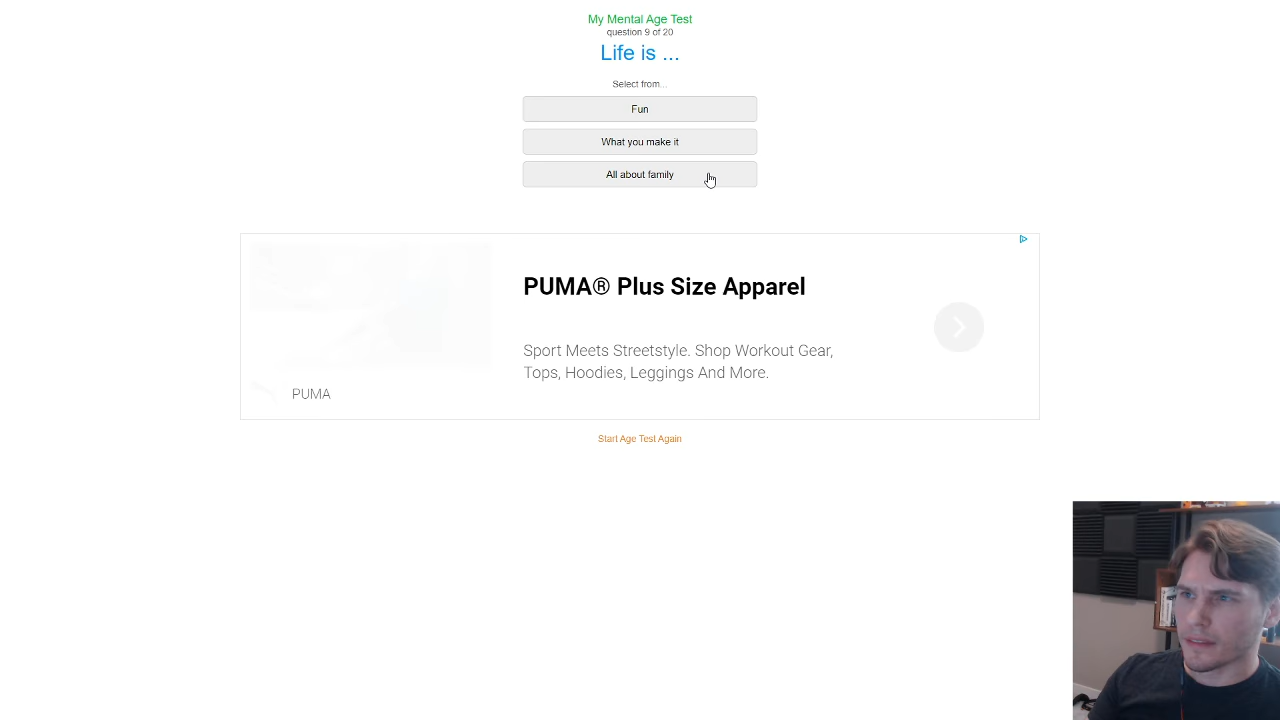 My Mental Age Test
question 9 of 20
Life is ...
Select from...
Fun
What you make it
All about family
PUMA® Plus Size Apparel
Sport Meets Streetstyle. Shop Workout Gear,
Tops, Hoodies, Leggings And More.
PUMA
Start Age Test Again